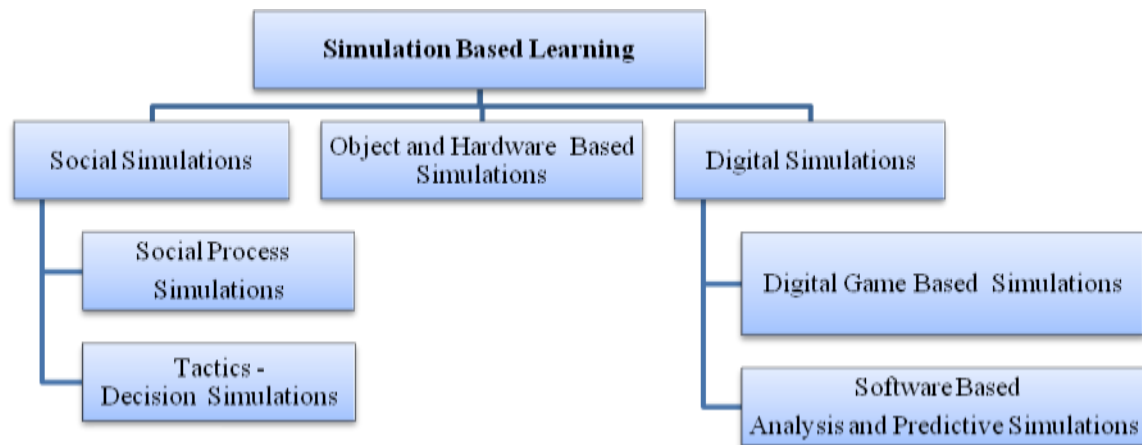 Simulation Based Learning
Social Simulations
Object and Hardware Based
Simulations
Digital Simulations
Social Process
Simulations
Tactics -
Decision Simulations
Digital Game Based Simulations
Software Based
Analysis and Predictive Simulations